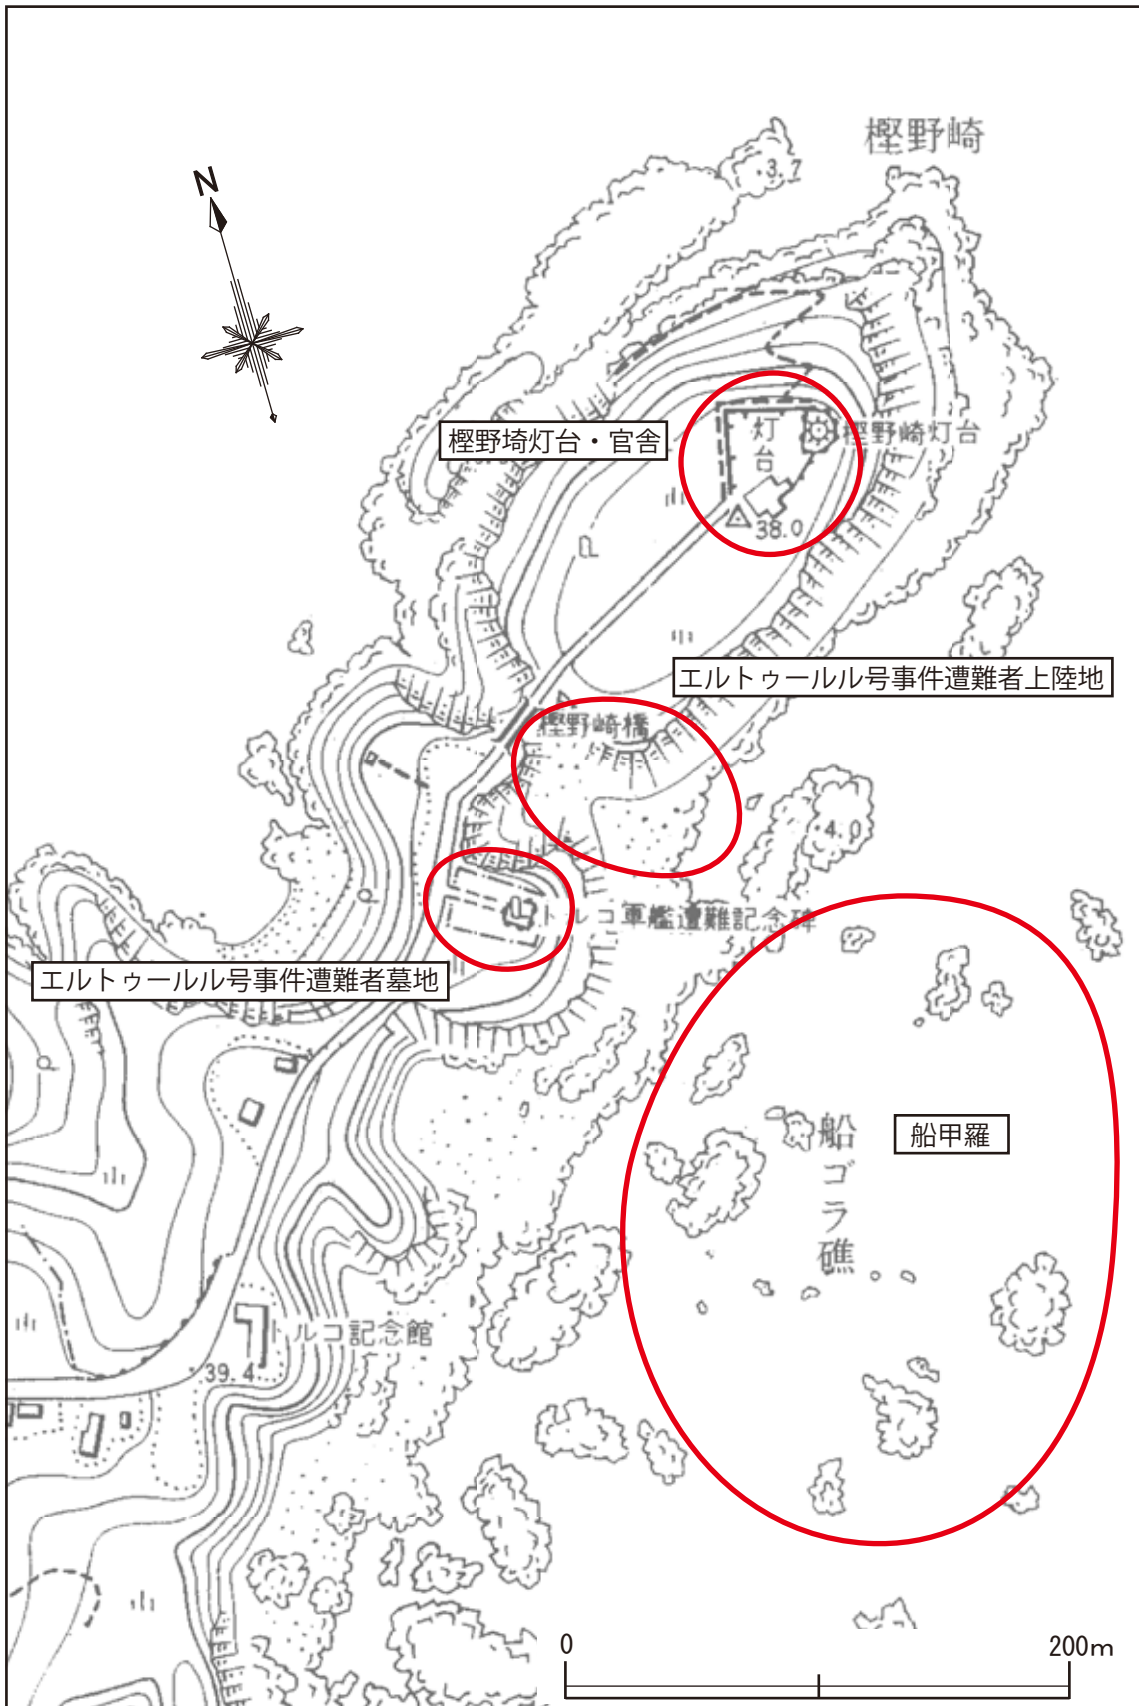 樫野崎
N
3.7
樫野埼灯台・官舎
灯台
樫野崎灯台
38.0
エルトゥールル号事件遭難者上陸地
樫野崎橋
4.0
トルコ軍艦遭難記念碑
エルトゥールル号事件遭難者墓地
船甲羅
船ゴラ礁
トルコ記念館
39.4
0
200m